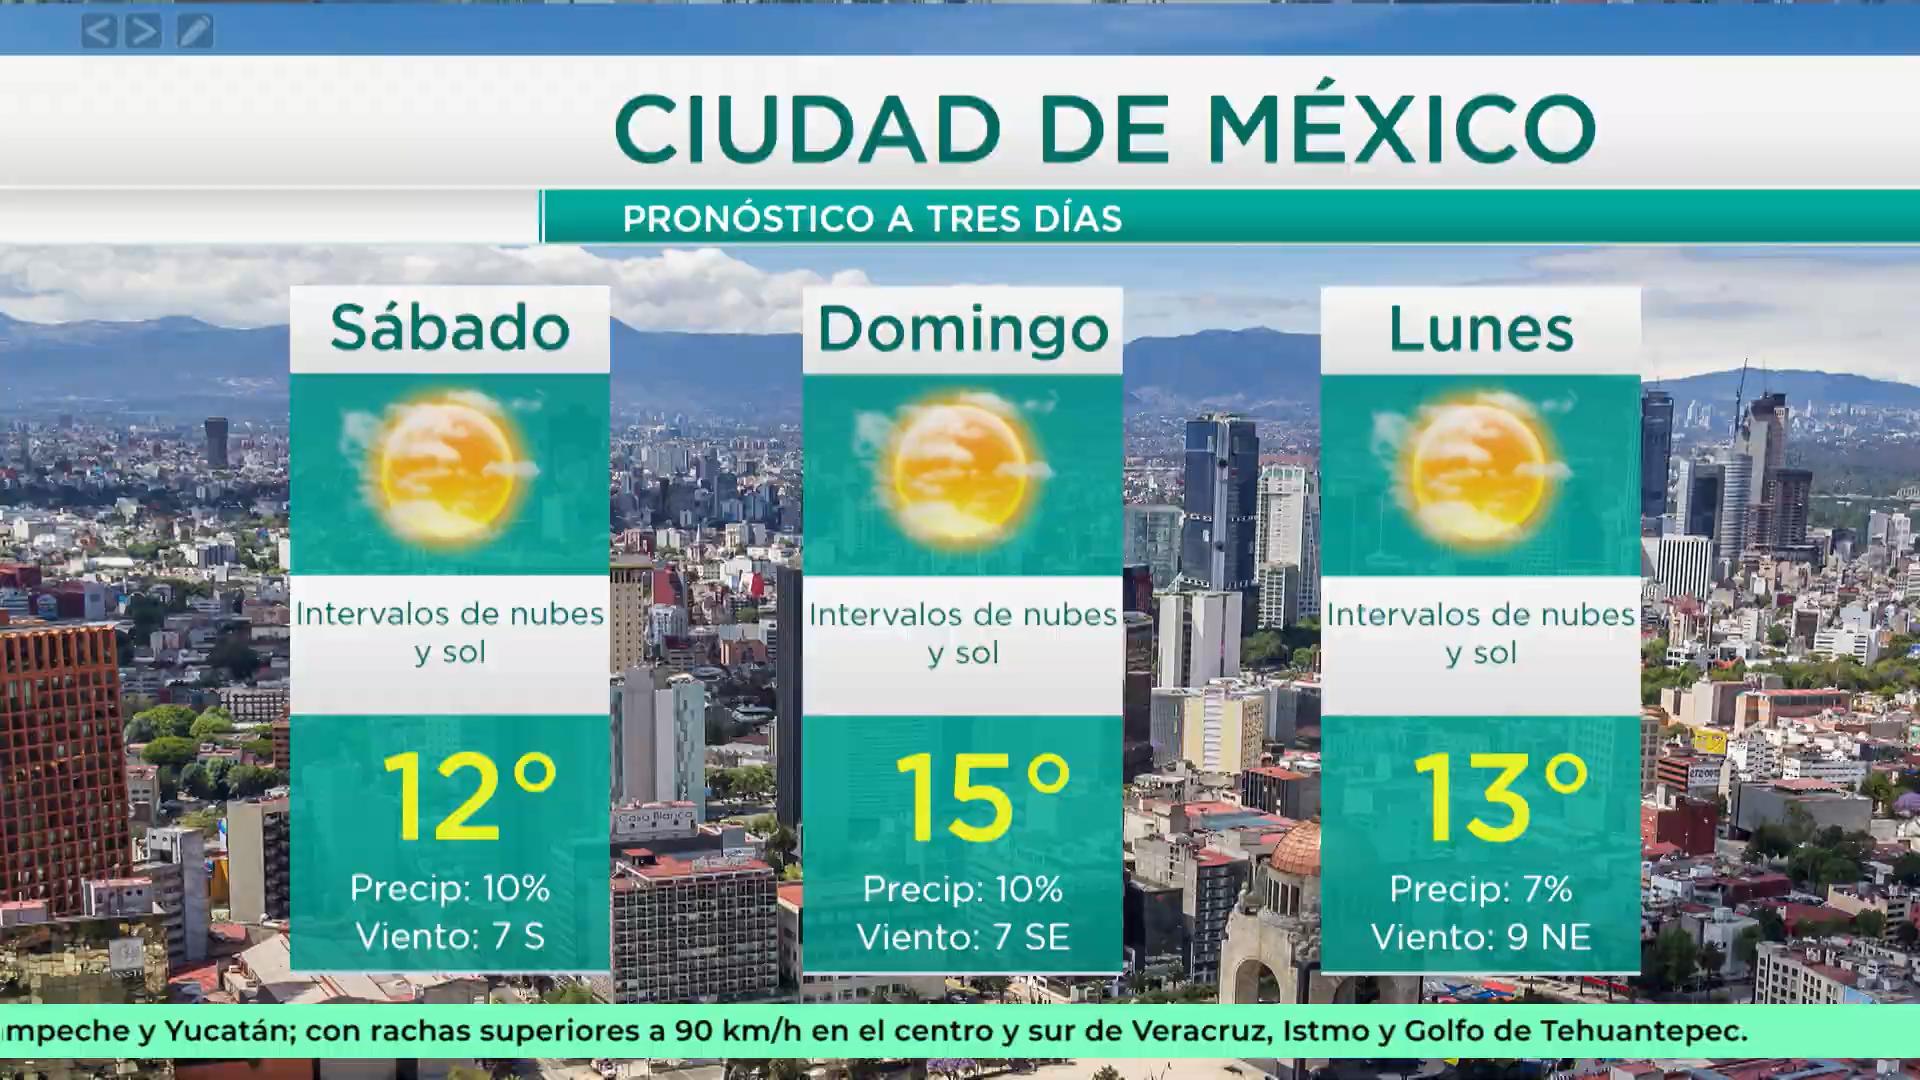 CIUDAD DE MÉXICO
PRONÓSTICO A TRES DÍAS
Sábado
Intervalos de nubes
y sol
12°
Precip: 10%
Viento: 7 S
Domingo
Intervalos de nubes
y sol
15°
Precip: 10%
Viento: 7 SE
Lunes
Intervalos de nubes
y sol
13°
Precip: 7%
Viento: 9 NE
Casa Blanca
mpeche y Yucatán; con rachas superiores a 90 km/h en el centro y sur de Veracruz, Istmo y Golfo de Tehuantepec.